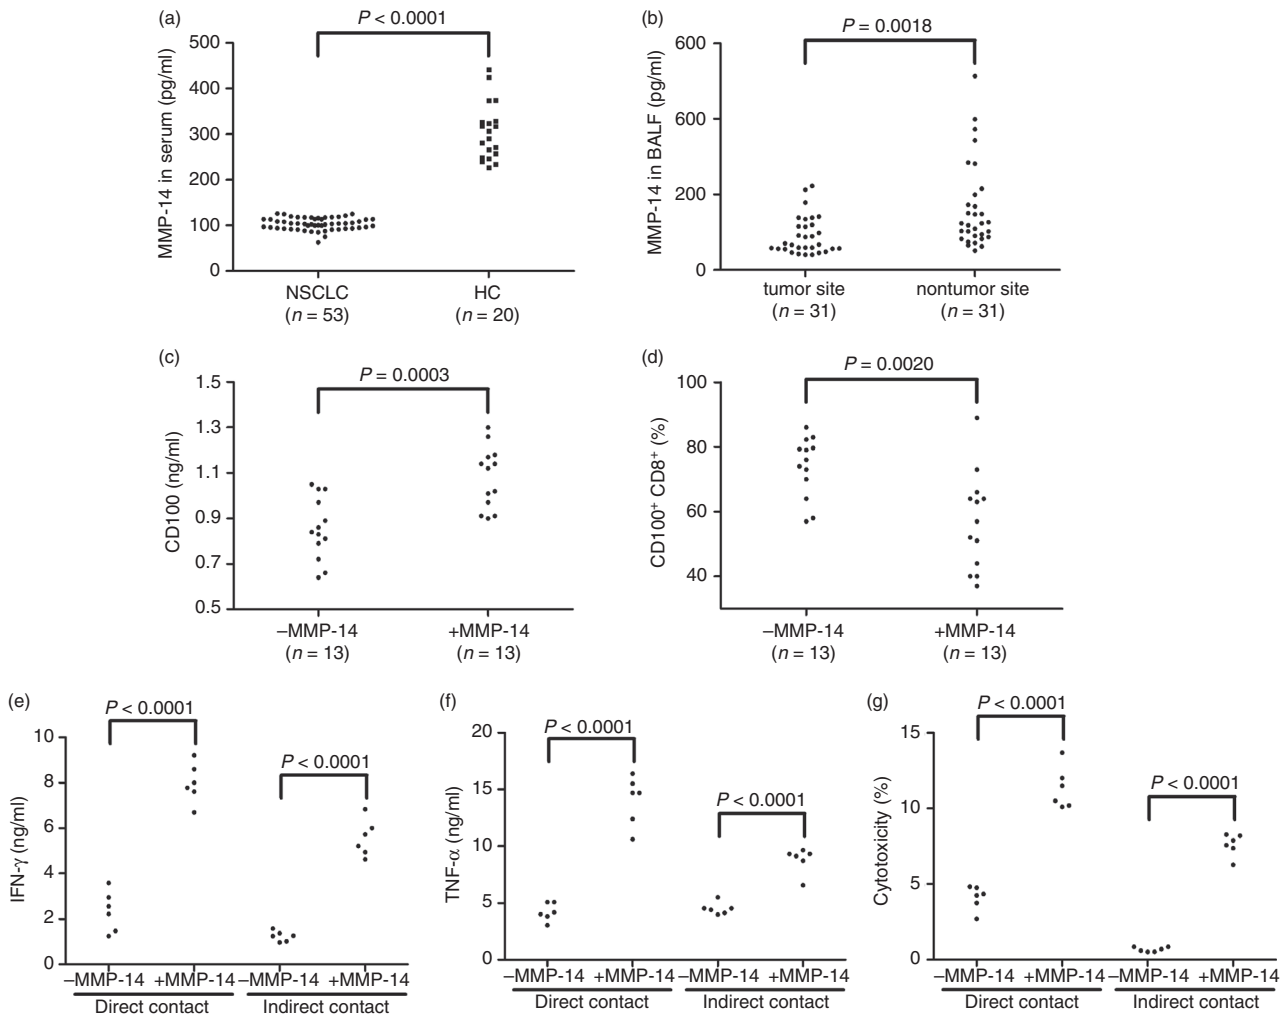 (a)
P < 0.0001
MMP-14 in serum (pg/ml)
500
400
300
200
100
0
NSCLC
HC
(n = 53)
(n = 20)
(b)
P = 0.0018
MMP-14 in BALF (pg/ml)
600
600
200
0
tumor site
nontumor site
(n = 31)
(n = 31)
(c)
P = 0.0003
CD100 (ng/ml)
1.5
1.3
1.1
0.9
0.7
0.5
–MMP-14
+MMP-14
(n = 13)
(n = 13)
(d)
P = 0.0020
CD100⁺ CD8⁺ (%)
100
80
60
40
–MMP-14
+MMP-14
(n = 13)
(n = 13)
(e)
P < 0.0001
P < 0.0001
IFN-γ (ng/ml)
10
8
6
4
2
0
–MMP-14 +MMP-14 –MMP-14 +MMP-14
Direct contact
Indirect contact
(f)
P < 0.0001
P < 0.0001
TNF-α (ng/ml)
20
15
10
5
0
–MMP-14 +MMP-14 –MMP-14 +MMP-14
Direct contact
Indirect contact
(g)
P < 0.0001
P < 0.0001
Cytotoxicity (%)
15
10
5
0
–MMP-14 +MMP-14 –MMP-14 +MMP-14
Direct contact
Indirect contact